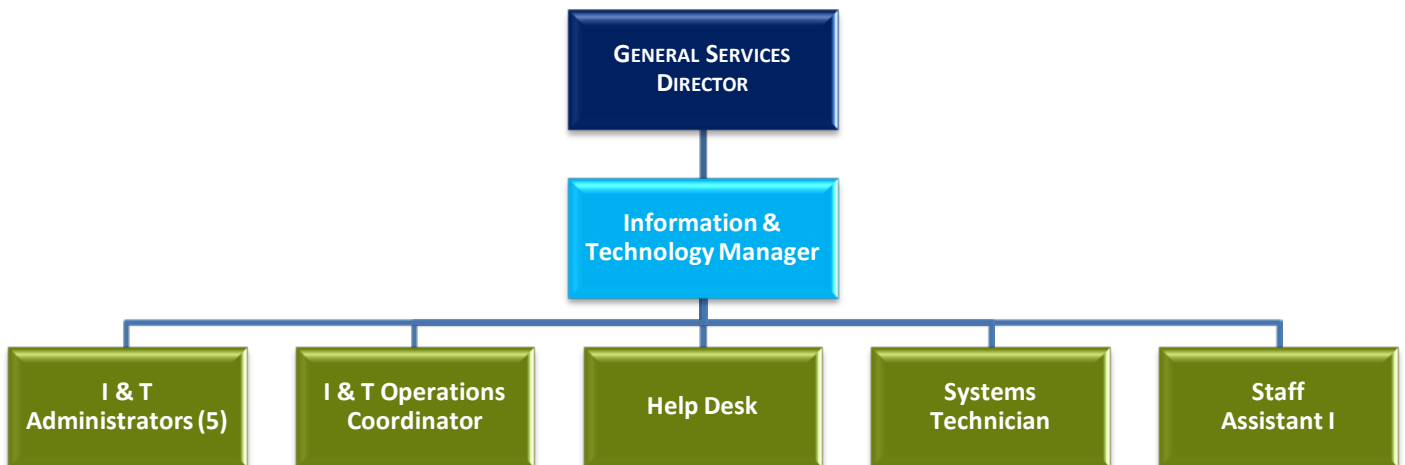 GENERAL SERVICES
DIRECTOR
Information &
Technology Manager
I & T
Administrators (5)
I & T Operations
Coordinator
Help Desk
Systems
Technician
Staff
Assistant I